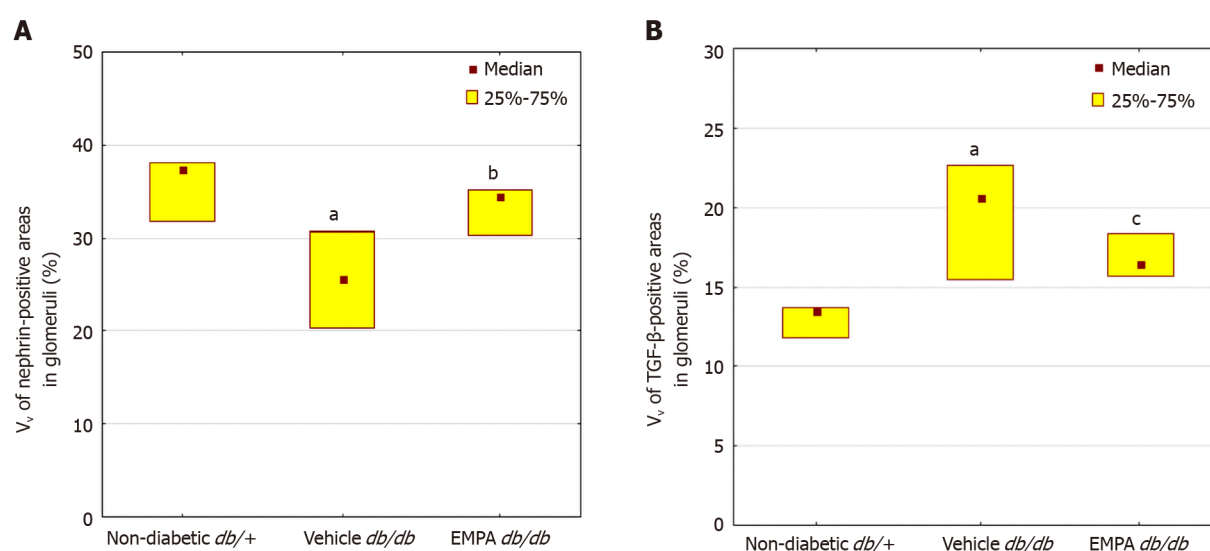 A
V_v of nephrin-positive areas
in glomeruli (%)
50
40
30
20
10
0
Median
25%-75%
a
b
Non-diabetic db/+
Vehicle db/db
EMPA db/db
B
V_v of TGF-β-positive areas
in glomeruli (%)
30
25
20
15
10
5
0
Median
25%-75%
a
c
Non-diabetic db/+
Vehicle db/db
EMPA db/db